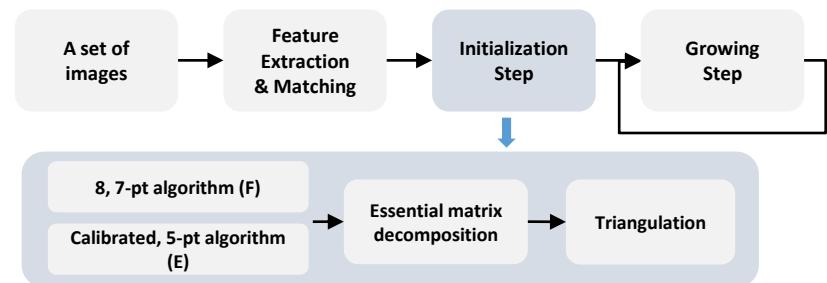 A set of
images
Feature
Extraction
& Matching
Initialization
Step
Growing
Step
8, 7-pt algorithm (F)
Calibrated, 5-pt algorithm
(E)
Essential matrix
decomposition
Triangulation